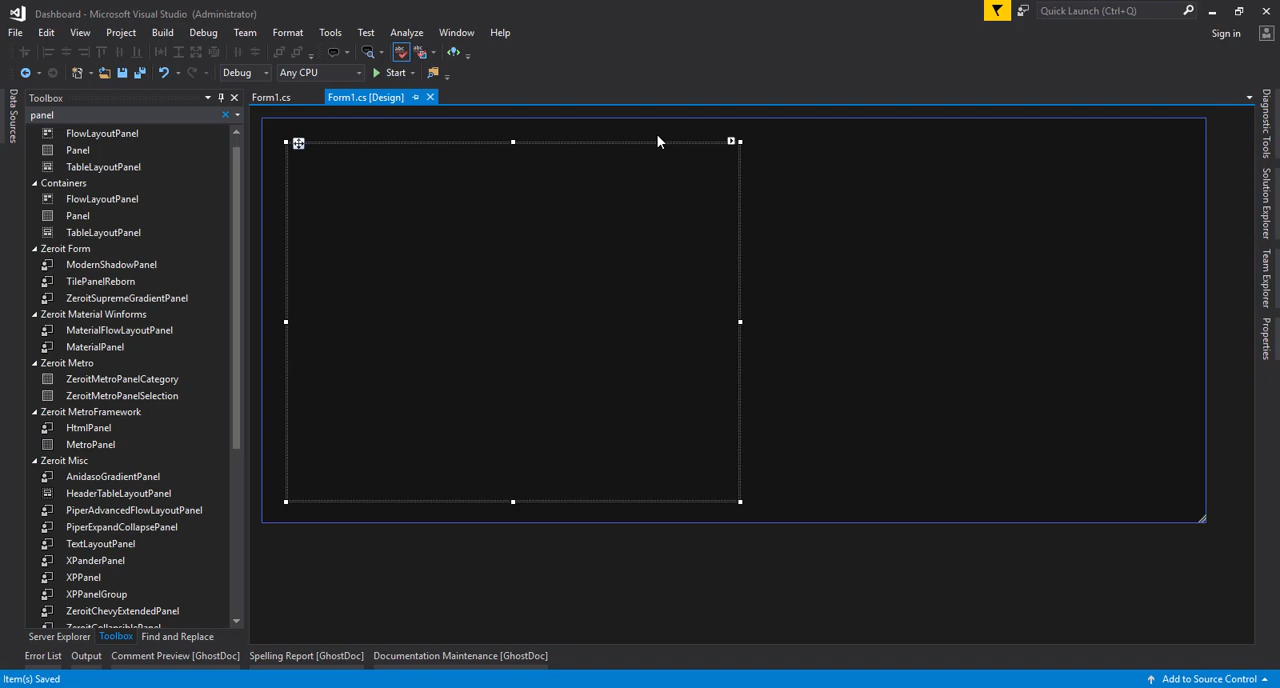 Dashboard - Microsoft Visual Studio (Administrator)
Quick Launch (Ctrl+Q)
File Edit View Project Build Debug Team Format Tools Test Analyze Window Help
Sign in
Debug Any CPU Start
Data Sources
Toolbox
panel
FlowLayoutPanel
Panel
TableLayoutPanel
Containers
FlowLayoutPanel
Panel
TableLayoutPanel
Zeroit Form
ModernShadowPanel
TilePanelReborn
ZeroitSupremeGradientPanel
Zeroit Material Winforms
MaterialFlowLayoutPanel
MaterialPanel
Zeroit Metro
ZeroitMetroPanelCategory
ZeroitMetroPanelSelection
Zeroit MetroFramework
HtmlPanel
MetroPanel
Zeroit Misc
AnidasoGradientPanel
HeaderTableLayoutPanel
PiperAdvancedFlowLayoutPanel
PiperExpandCollapsePanel
TextLayoutPanel
XPanderPanel
XPPanel
XPPanelGroup
ZeroitChevyExtendedPanel
ZeroitCollapsiblePanel
Server Explorer Toolbox Find and Replace
Form1.cs Form1.cs [Design]
Diagnostic Tools
Solution Explorer
Team Explorer
Properties
Error List Output Comment Preview [GhostDoc] Spelling Report [GhostDoc] Documentation Maintenance [GhostDoc]
Item(s) Saved
Add to Source Control